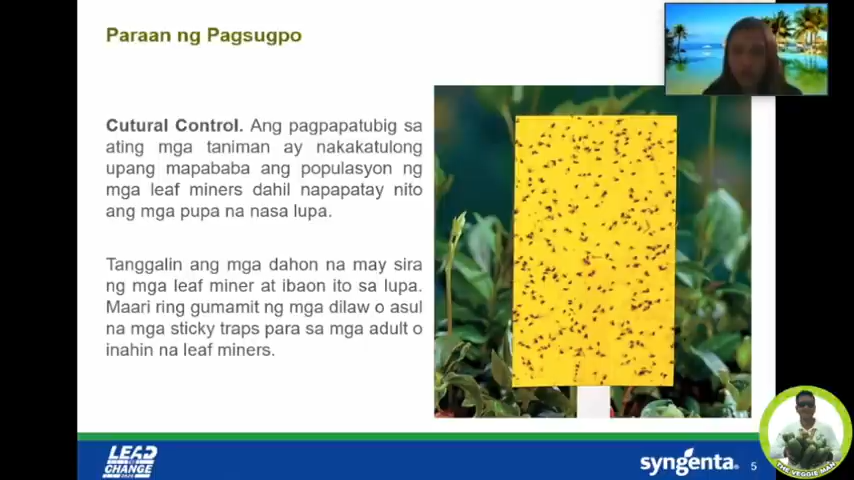 Paraan ng Pagsugpo
Cutural Control. Ang pagpapatubig sa
ating mga taniman ay nakakatulong
upang mapababa ang populasyon ng
mga leaf miners dahil napapatay nito
ang mga pupa na nasa lupa.
Tanggalin ang mga dahon na may sira
ng mga leaf miner at ibaon ito sa lupa.
Maari ring gumamit ng mga dilaw o asul
na mga sticky traps para sa mga adult o
inahin na leaf miners.
LEAD
CHANGE
syngenta.
5
THE VEGGIE MAN